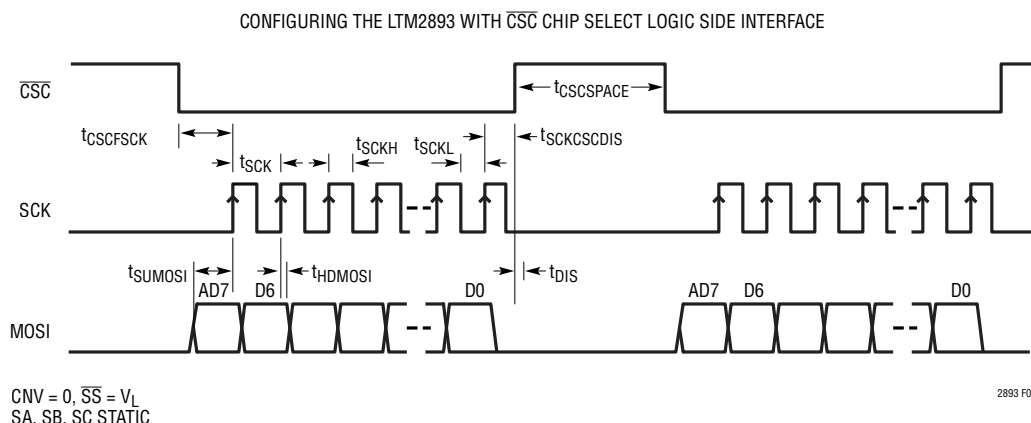 CONFIGURING THE LTM2893 WITH CSC CHIP SELECT LOGIC SIDE INTERFACE
CSC
tCSCSPACE
tCSCFSCK
tSCK
tSCKH
tSCKL
tSCKCSCDIS
SCK
tSUMOSI
tHDMOSI
tDIS
AD7 D6 D0 AD7 D6 D0
MOSI
CNV = 0, SS = VL
SA, SB, SC STATIC
2893 F0